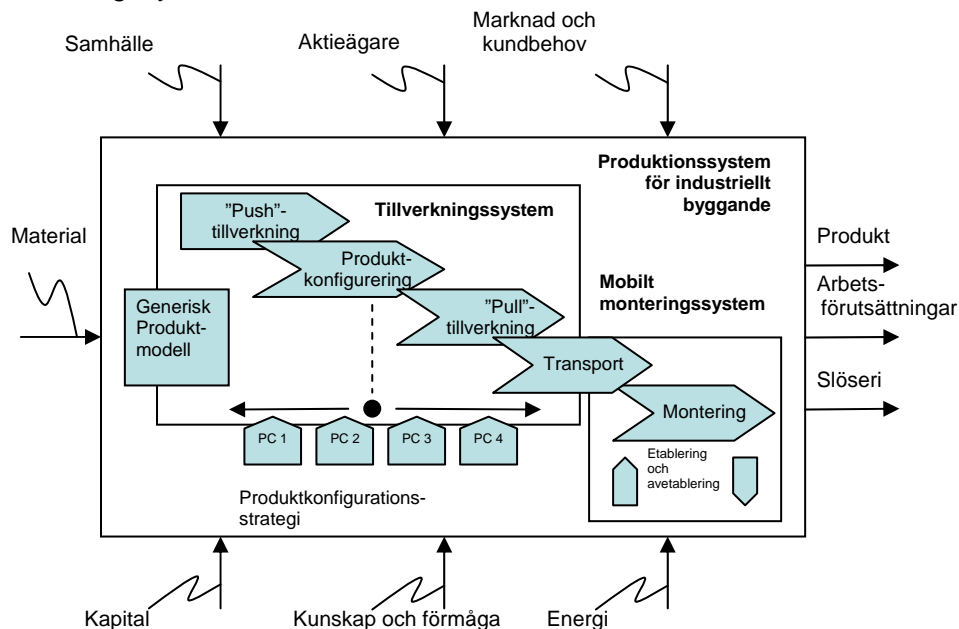 Samhälle
Aktieägare
Marknad och
kundbehov
Produktionssystem
för industriellt
byggande
Tillverkningssystem
”Push”-
tillverkning
Material
Produkt
Produkt-
konfigurering
Mobilt
monteringssystem
Arbets-
förutsättningar
Generisk
Produkt-
modell
”Pull”-
tillverkning
Transport
Slöseri
Montering
PC 1
PC 2
PC 3
PC 4
Etablering
och
avetablering
Produktkonfigurations-
strategi
Kapital
Kunskap och förmåga
Energi